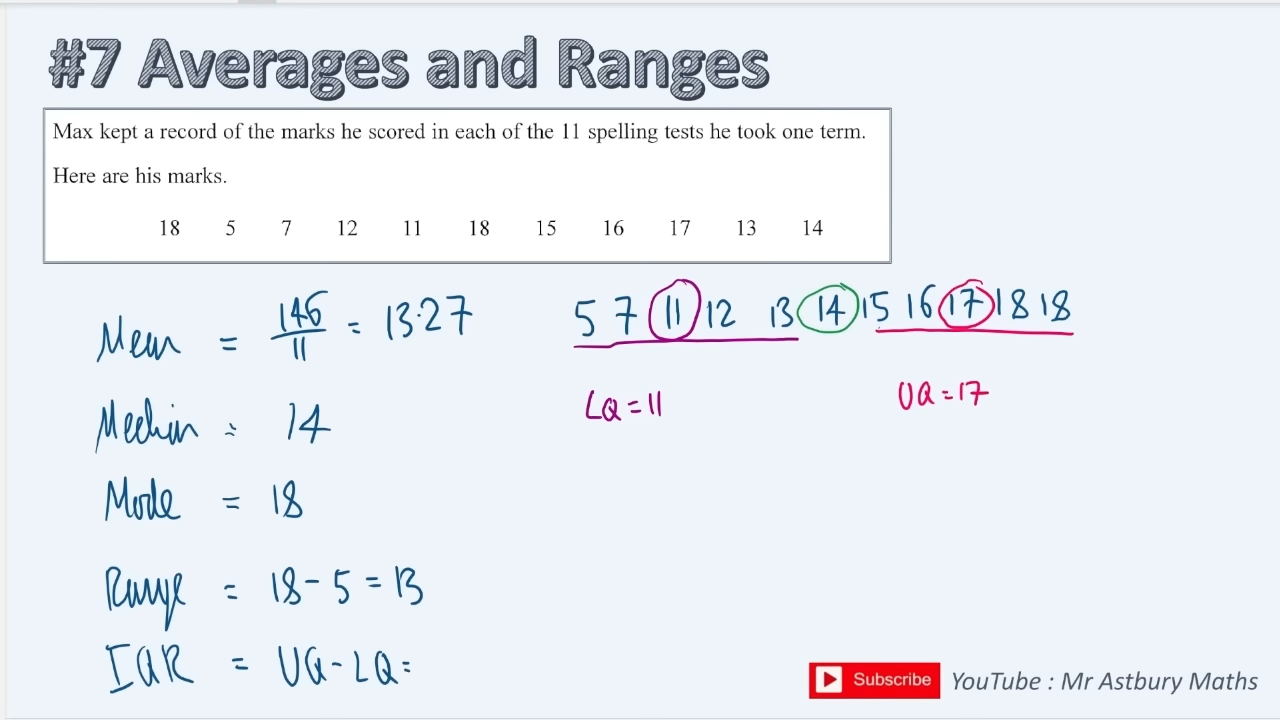 #7 Averages and Ranges
Max kept a record of the marks he scored in each of the 11 spelling tests he took one term.
Here are his marks.
18 5 7 12 11 18 15 16 17 13 14
5 7 11 12 13 14 15 16 17 18 18
Mean = 146/11 = 13.27
LQ = 11
UQ = 17
Median = 14
Mode = 18
Range = 18 - 5 = 13
IQR = UQ - LQ =
Subscribe YouTube : Mr Astbury Maths